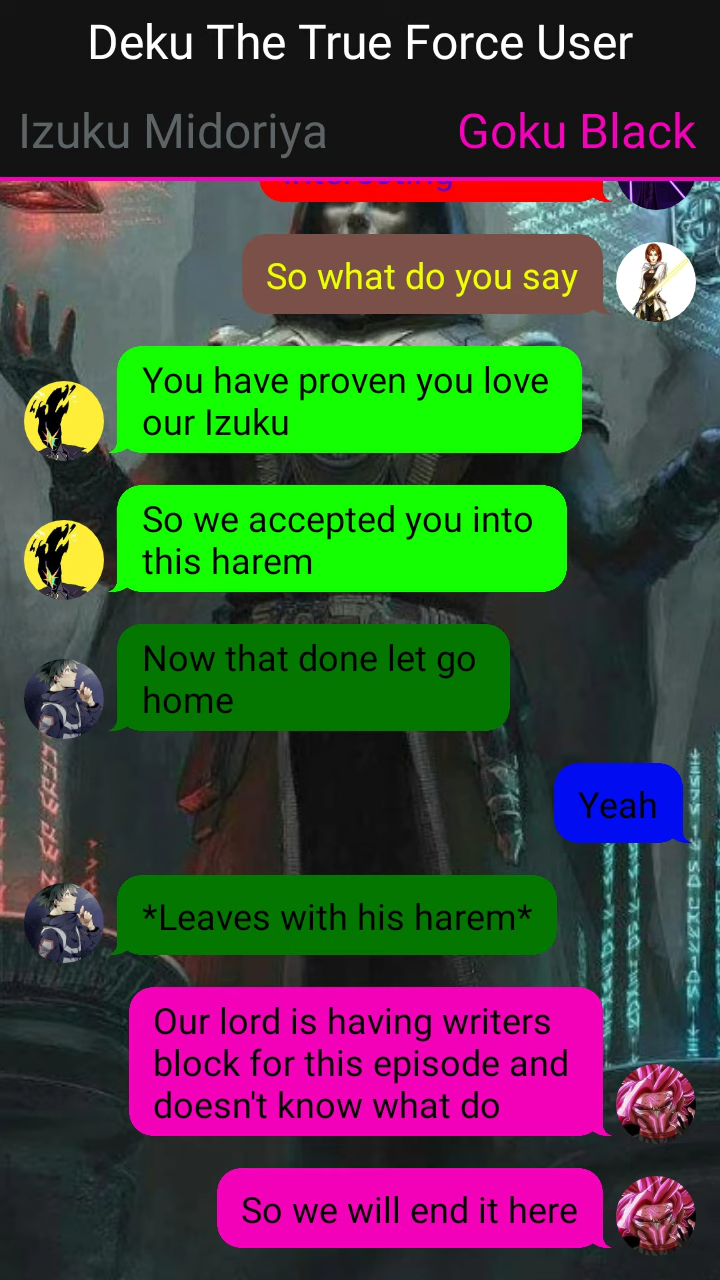 Deku The True Force User
Izuku Midoriya
Goku Black
interesting
So what do you say
You have proven you love
our Izuku
So we accepted you into
this harem
Now that done let go
home
Yeah
*Leaves with his harem*
Our lord is having writers
block for this episode and
doesn't know what do
So we will end it here